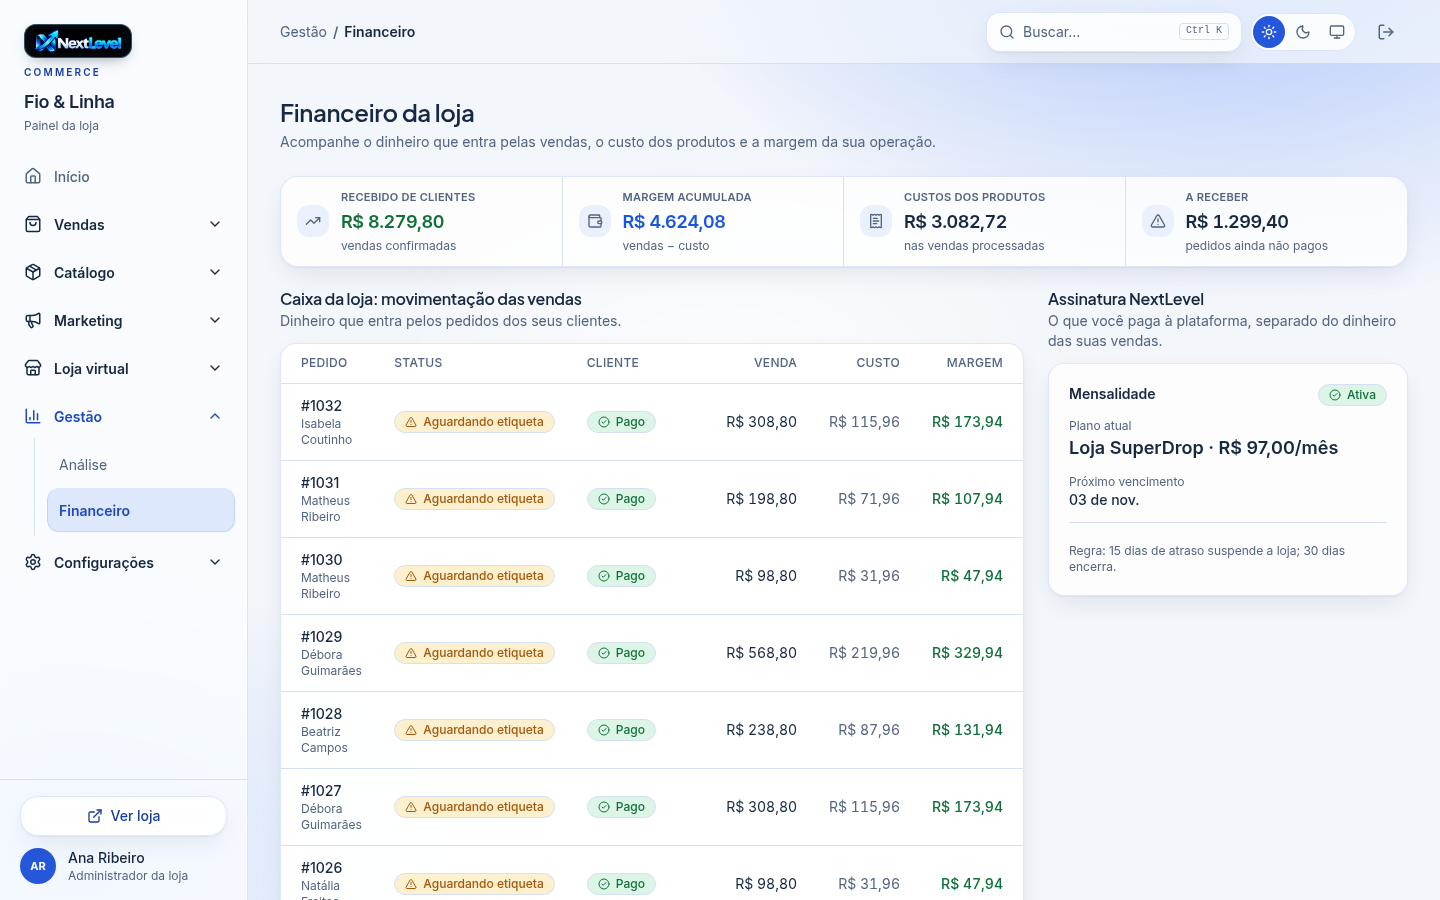 NextLevel
COMMERCE
Fio & Linha
Painel da loja
Início
Vendas
Catálogo
Marketing
Loja virtual
Gestão
Análise
Financeiro
Configurações
Ver loja
AR
Ana Ribeiro
Administrador da loja
Gestão / Financeiro
Buscar...
Ctrl K
Financeiro da loja
Acompanhe o dinheiro que entra pelas vendas, o custo dos produtos e a margem da sua operação.
RECEBIDO DE CLIENTES
R$ 8.279,80
vendas confirmadas
MARGEM ACUMULADA
R$ 4.624,08
vendas − custo
CUSTOS DOS PRODUTOS
R$ 3.082,72
nas vendas processadas
A RECEBER
R$ 1.299,40
pedidos ainda não pagos
Caixa da loja: movimentação das vendas
Dinheiro que entra pelos pedidos dos seus clientes.
PEDIDO STATUS CLIENTE VENDA CUSTO MARGEM
#1032
Isabela
Coutinho
Aguardando etiqueta Pago R$ 308,80 R$ 115,96 R$ 173,94
#1031
Matheus
Ribeiro
Aguardando etiqueta Pago R$ 198,80 R$ 71,96 R$ 107,94
#1030
Matheus
Ribeiro
Aguardando etiqueta Pago R$ 98,80 R$ 31,96 R$ 47,94
#1029
Débora
Guimarães
Aguardando etiqueta Pago R$ 568,80 R$ 219,96 R$ 329,94
#1028
Beatriz
Campos
Aguardando etiqueta Pago R$ 238,80 R$ 87,96 R$ 131,94
#1027
Débora
Guimarães
Aguardando etiqueta Pago R$ 308,80 R$ 115,96 R$ 173,94
#1026
Natália
Aguardando etiqueta Pago R$ 98,80 R$ 31,96 R$ 47,94
Assinatura NextLevel
O que você paga à plataforma, separado do dinheiro
das suas vendas.
Mensalidade
Ativa
Plano atual
Loja SuperDrop · R$ 97,00/mês
Próximo vencimento
03 de nov.
Regra: 15 dias de atraso suspende a loja; 30 dias
encerra.